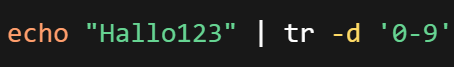 echo "Hallo123" | tr -d '0-9'